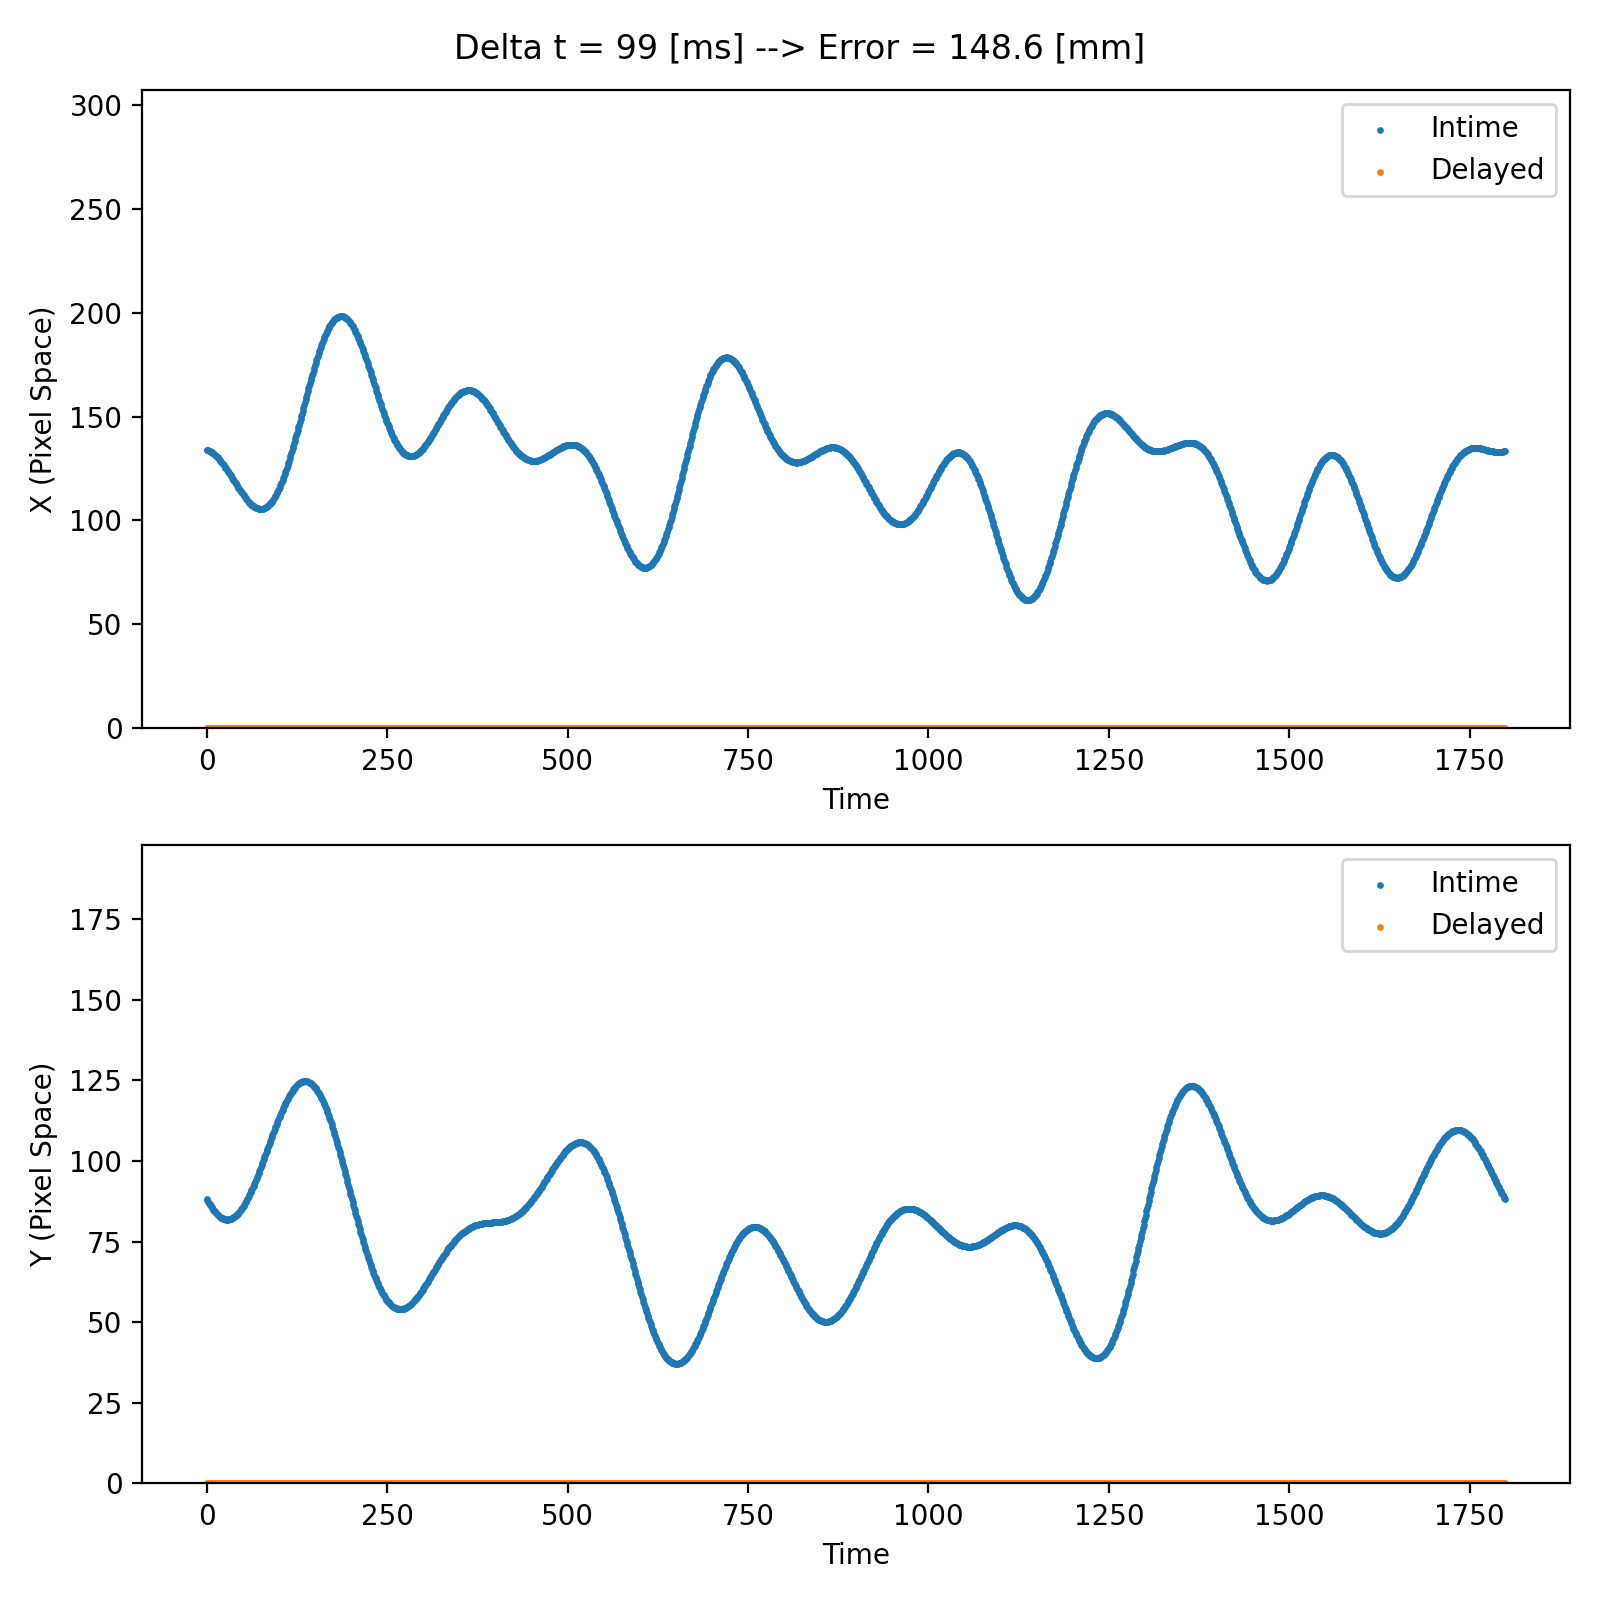 Delta t = 99 [ms] --> Error = 148.6 [mm]
300
250
200
150
100
50
0
X (Pixel Space)
Intime
Delayed
0 250 500 750 1000 1250 1500 1750
Time
175
150
125
100
75
50
25
0
Y (Pixel Space)
Intime
Delayed
0 250 500 750 1000 1250 1500 1750
Time